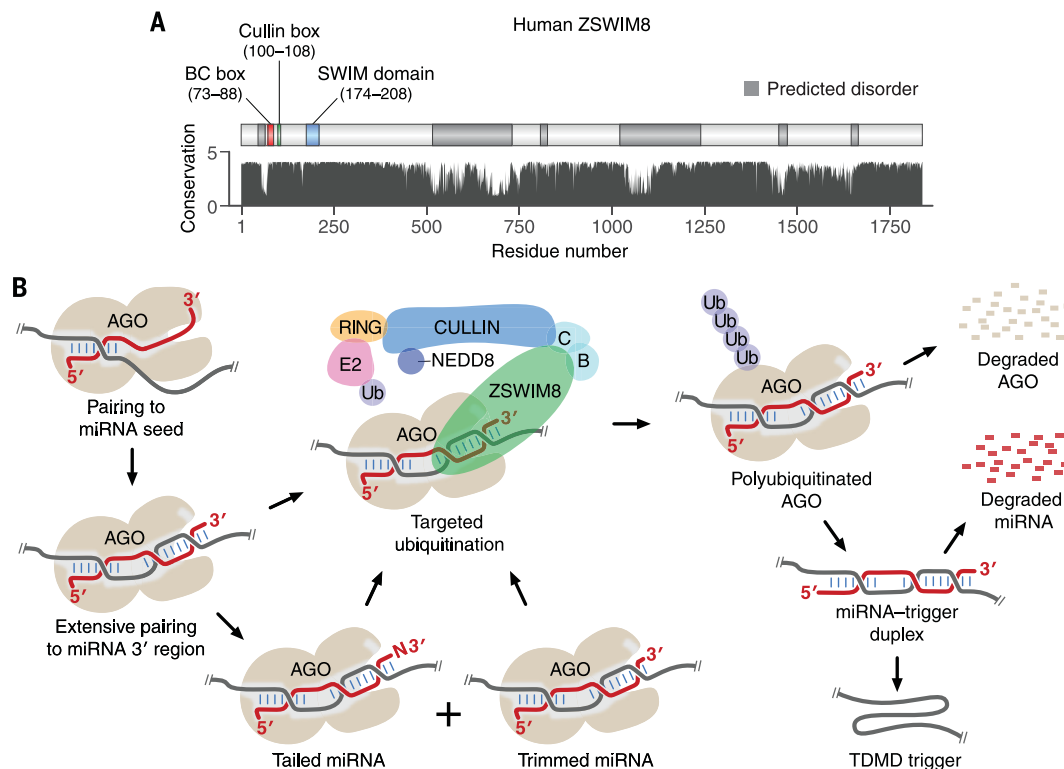 A
Human ZSWIM8
Cullin box
(100–108)
BC box
(73–88)
SWIM domain
(174–208)
Predicted disorder
Conservation
5
0
1 250 500 750 1000 1250 1500 1750
Residue number
B
3′
AGO
5′
Pairing to
miRNA seed
AGO
3′
5′
Extensive pairing
to miRNA 3′ region
RING
CULLIN
C
B
E2
NEDD8
Ub
ZSWIM8
AGO
3′
5′
Targeted
ubiquitination
N3′
AGO
5′
Tailed miRNA
+
3′
AGO
5′
Trimmed miRNA
Ub
Ub
Ub
Ub
AGO
3′
5′
Polyubiquitinated
AGO
Degraded
AGO
Degraded
miRNA
3′
5′
miRNA–trigger
duplex
TDMD trigger